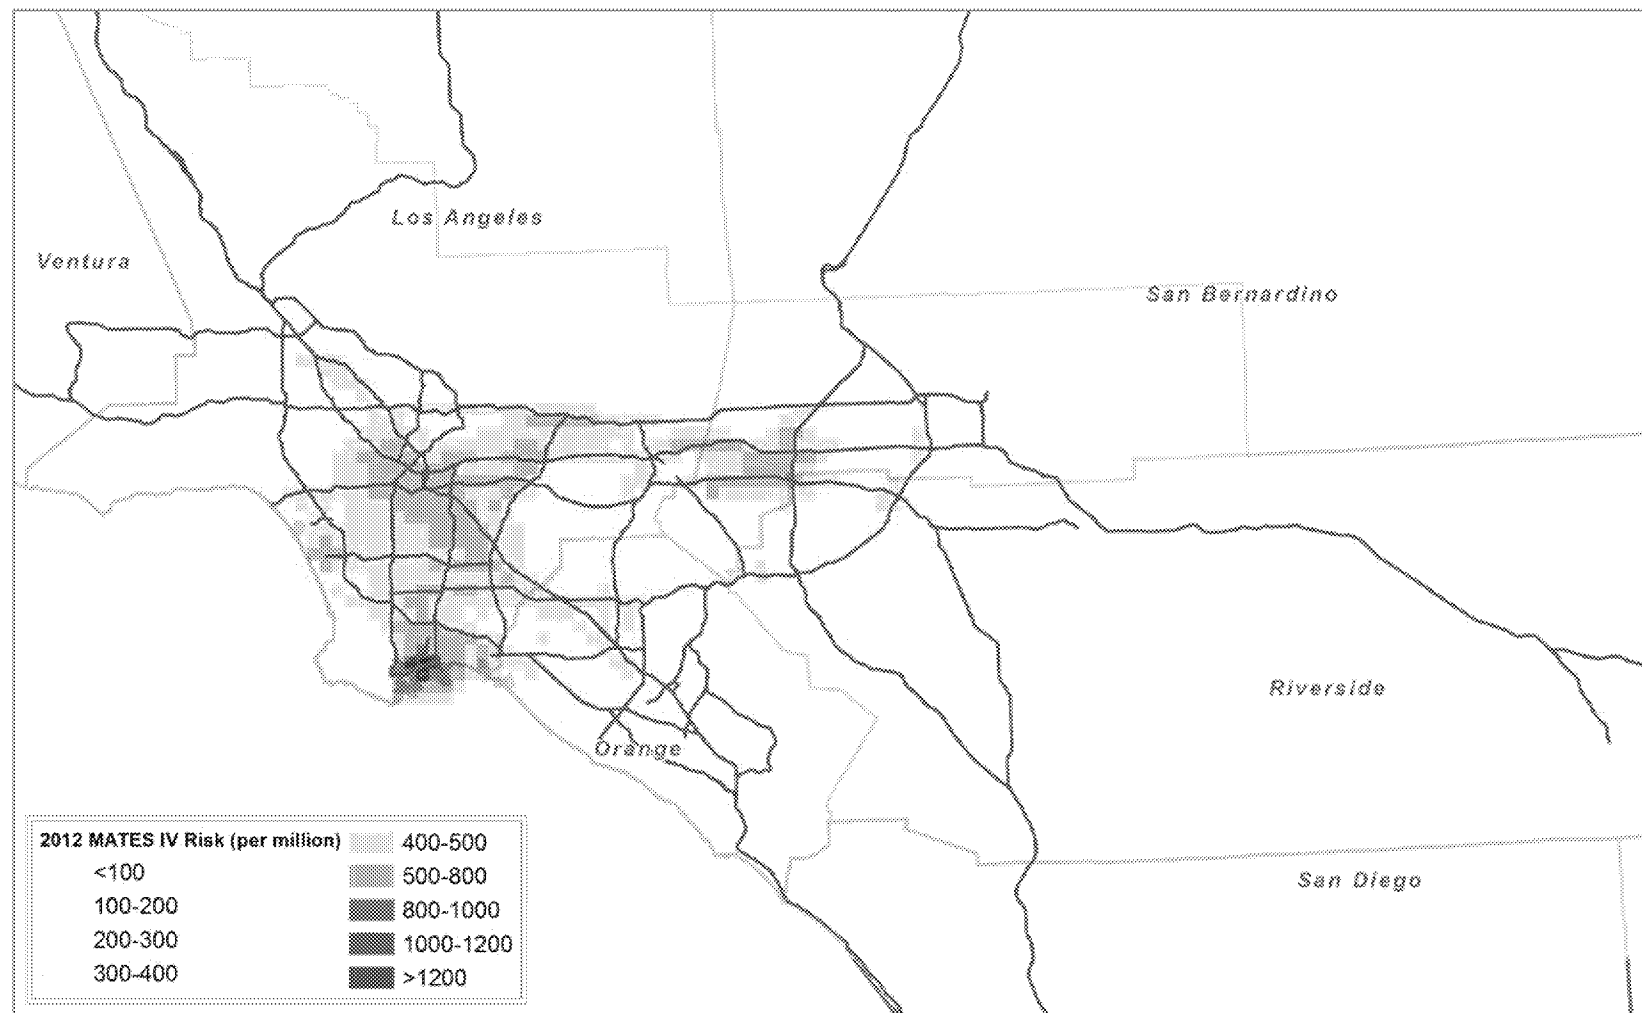 Los Angeles
Ventura
San Bernardino
Riverside
Orange
San Diego
2012 MATES IV Risk (per million)
<100
100-200
200-300
300-400
400-500
500-800
800-1000
1000-1200
>1200